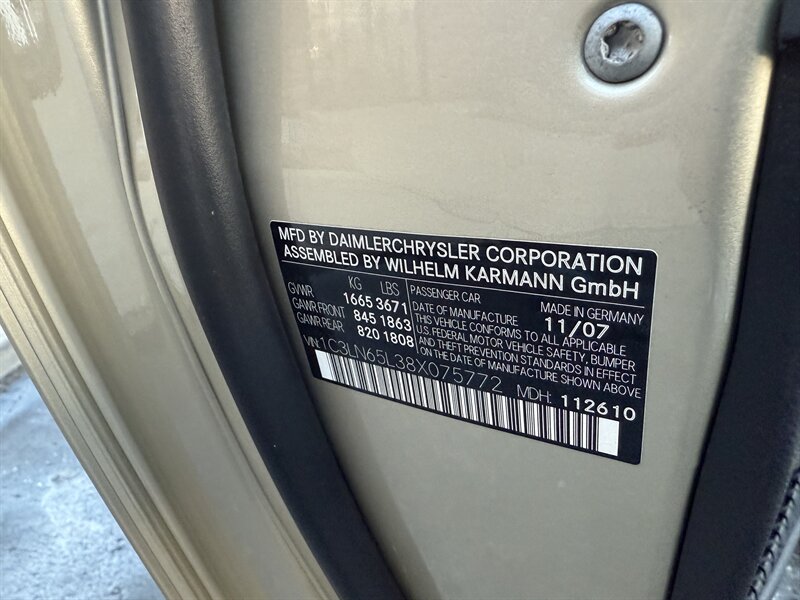 MFD BY DAIMLERCHRYSLER CORPORATION
ASSEMBLED BY WILHELM KARMANN GmbH
KG LBS
GVWR 1665 3671
GAWR FRONT 845 1863
GAWR REAR 820 1808
PASSENGER CAR MADE IN GERMANY
DATE OF MANUFACTURE 11/07
THIS VEHICLE CONFORMS TO ALL APPLICABLE
U.S. FEDERAL MOTOR VEHICLE SAFETY, BUMPER
AND THEFT PREVENTION STANDARDS IN EFFECT
ON THE DATE OF MANUFACTURE SHOWN ABOVE
VIN: 1C3LN65L38X075772 MDH: 112610